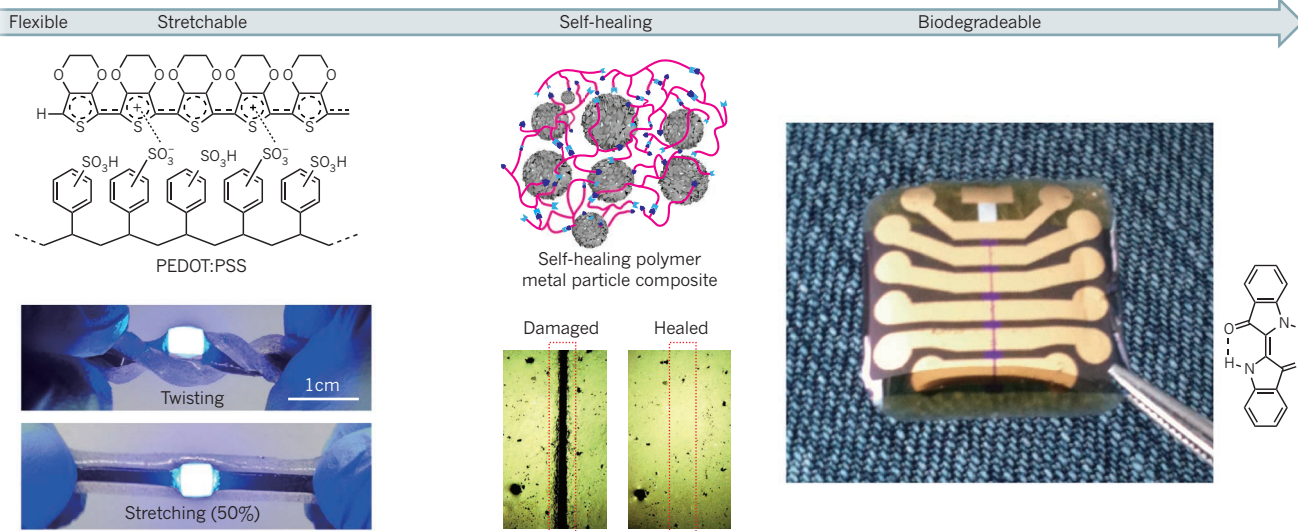 Flexible Stretchable Self-healing Biodegradeable
O O O O O O O O O O
H S + S S + S S
SO₃H SO₃⁻ SO₃H SO₃⁻ SO₃H
PEDOT:PSS
Self-healing polymer
metal particle composite
Damaged Healed
Twisting
1cm
Stretching (50%)
O N
H N